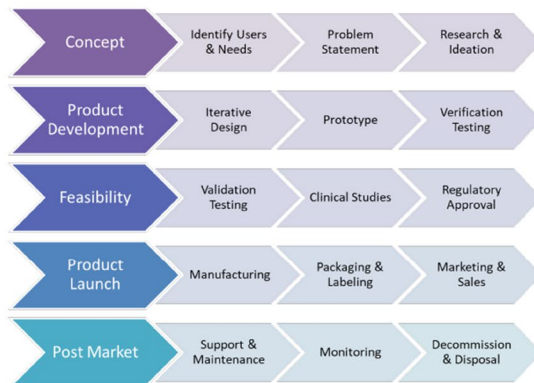 Concept
Identify Users
& Needs
Problem
Statement
Research &
Ideation
Product
Development
Iterative
Design
Prototype
Verification
Testing
Feasibility
Validation
Testing
Clinical Studies
Regulatory
Approval
Product
Launch
Manufacturing
Packaging &
Labeling
Marketing &
Sales
Post Market
Support &
Maintenance
Monitoring
Decommission
& Disposal